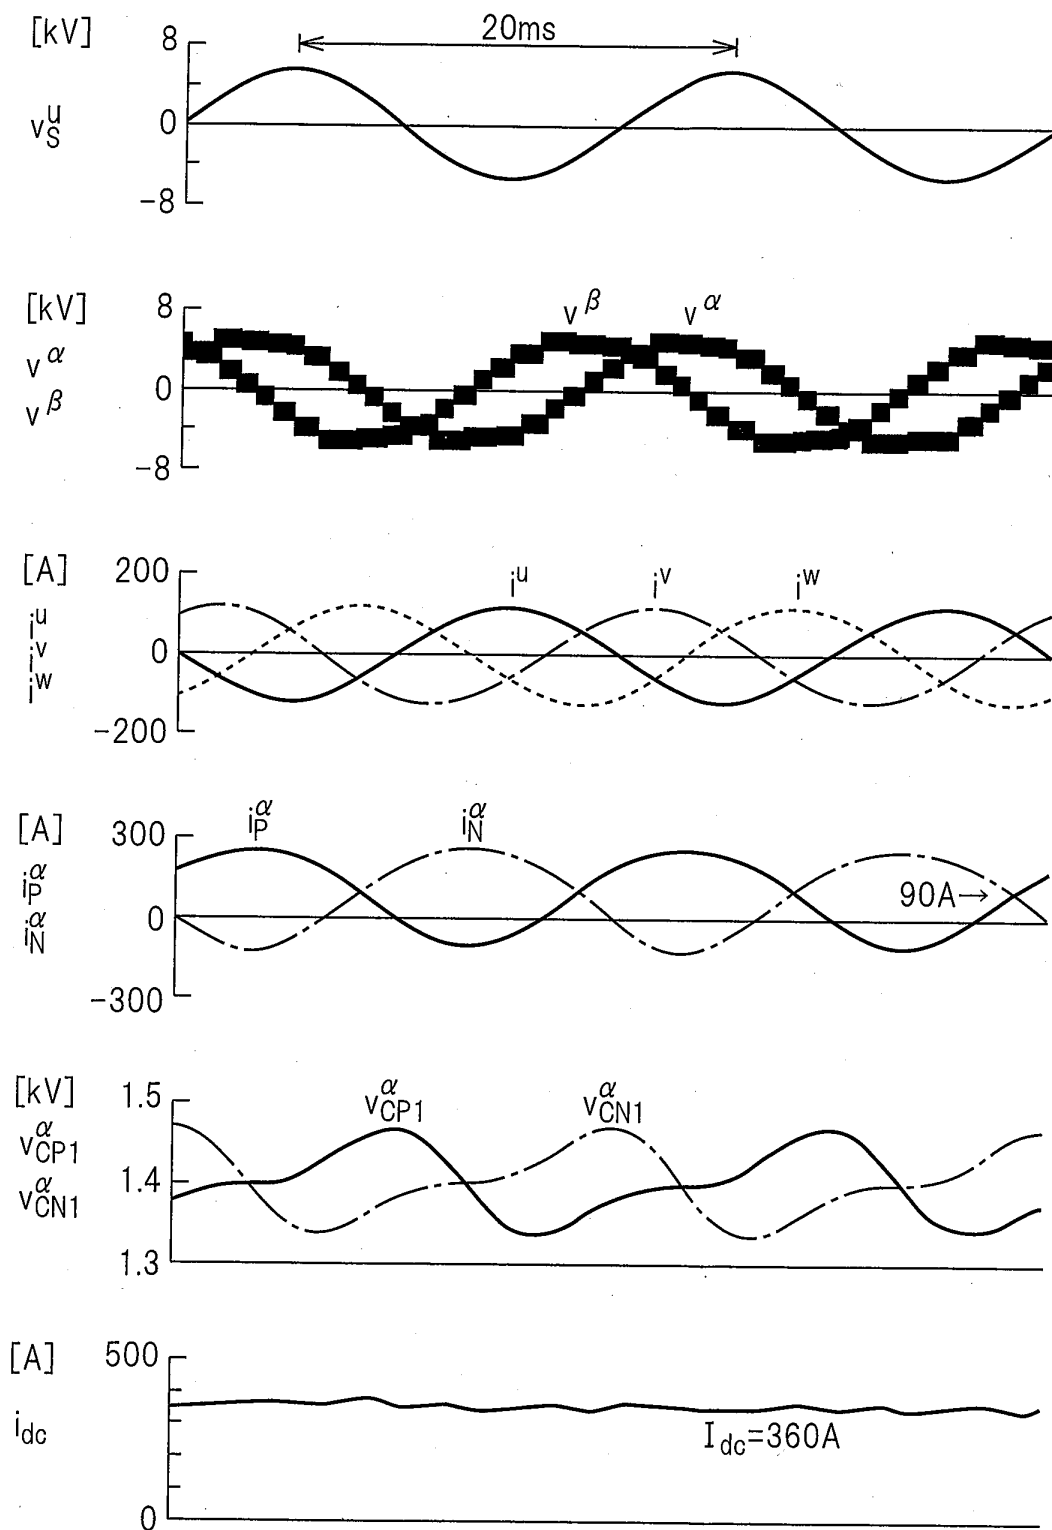 [kV] 8 20ms
v_S^u 0
-8
[kV] 8 v^β v^α
v^α
v^β 0
-8
[A] 200 i^u i^v i^w
i^u
i^v 0
i^w
-200
[A] 300 i_P^α i_N^α
i_P^α 90A→
i_N^α 0
-300
[kV] 1.5 v_CP1^α v_CN1^α
v_CP1^α
v_CN1^α 1.4
1.3
[A] 500
i_dc I_dc=360A
0